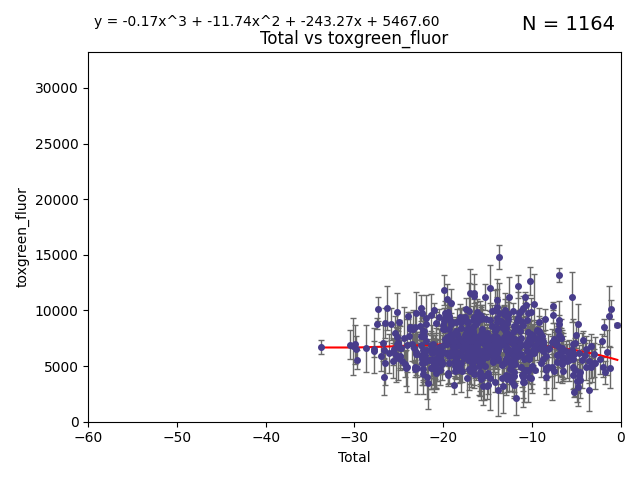 y = -0.17x^3 + -11.74x^2 + -243.27x + 5467.60
N = 1164
Total vs toxgreen_fluor
30000
25000
20000
15000
10000
5000
0
toxgreen_fluor
−60
−50
−40
−30
−20
−10
0
Total